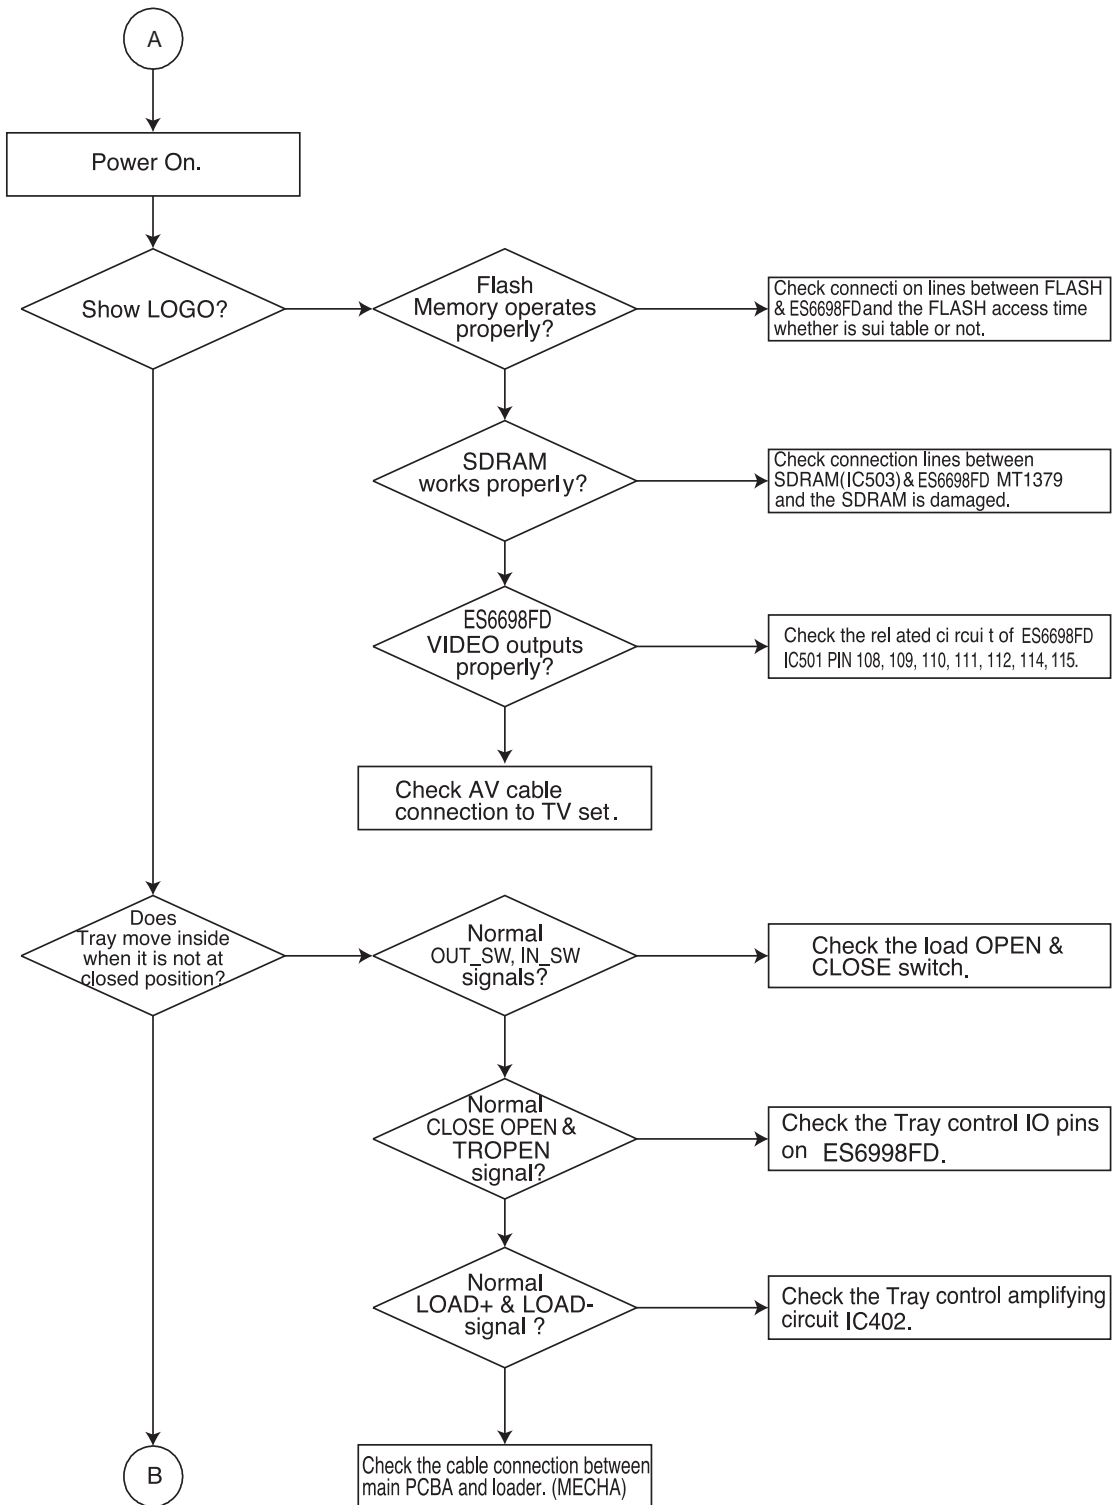 A
Power On.
Show LOGO?
Flash
Memory operates
properly?
Check connecti on lines between FLASH
& ES6698FD and the FLASH access time
whether is sui table or not.
SDRAM
works properly?
Check connection lines between
SDRAM(IC503) & ES6698FD MT1379
and the SDRAM is damaged.
ES6698FD
VIDEO outputs
properly?
Check the rel ated ci rcui t of ES6698FD
IC501 PIN 108, 109, 110, 111, 112, 114, 115.
Check AV cable
connection to TV set.
Does
Tray move inside
when it is not at
closed position?
Normal
OUT_SW, IN_SW
signals?
Check the load OPEN &
CLOSE switch.
Normal
CLOSE OPEN &
TROPEN
signal?
Check the Tray control IO pins
on ES6998FD.
Normal
LOAD+ & LOAD-
signal ?
Check the Tray control amplifying
circuit IC402.
Check the cable connection between
main PCBA and loader. (MECHA)
B